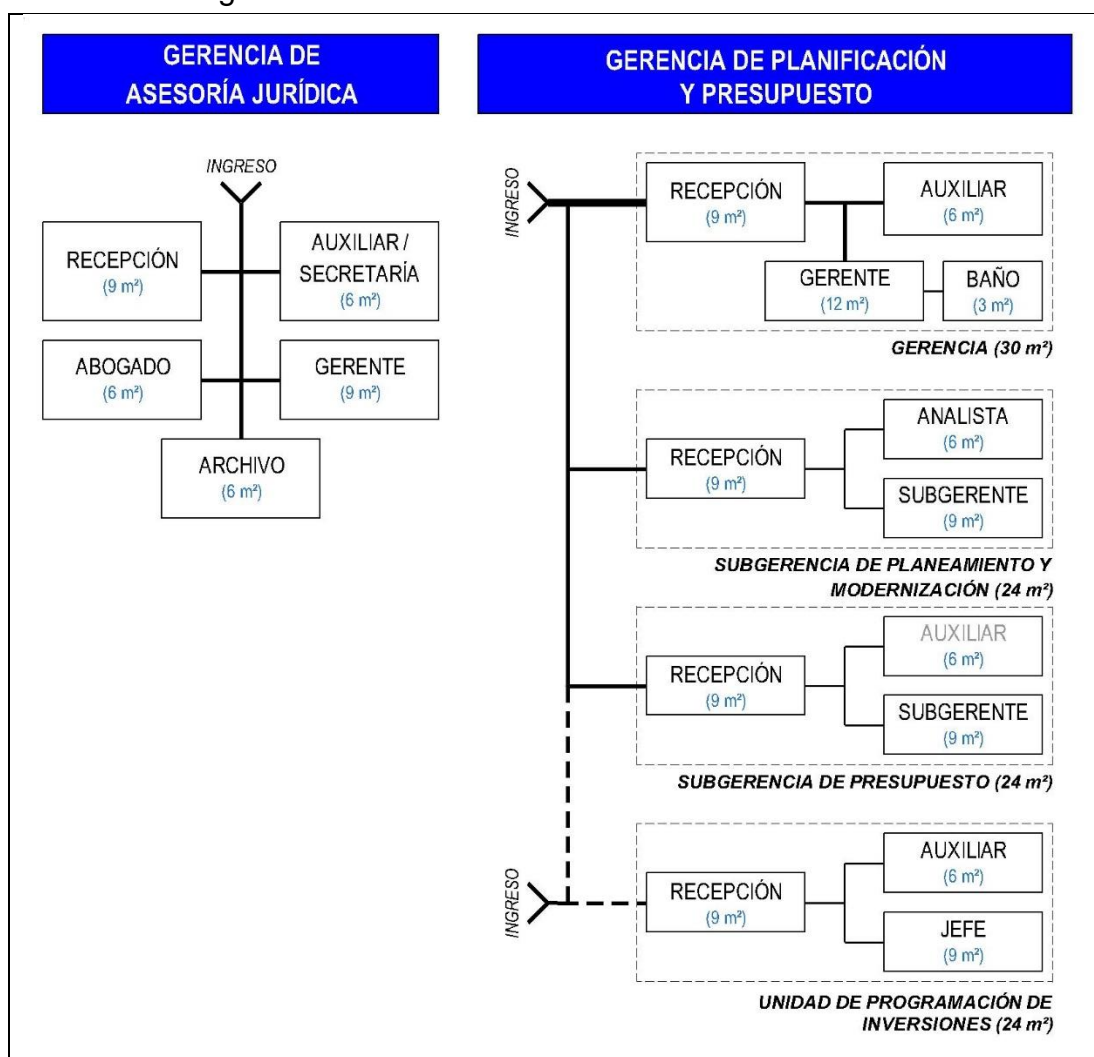 GERENCIA DE
ASESORÍA JURÍDICA
INGRESO
RECEPCIÓN
(9 m²)
AUXILIAR /
SECRETARÍA
(6 m²)
ABOGADO
(6 m²)
GERENTE
(9 m²)
ARCHIVO
(6 m²)
GERENCIA DE PLANIFICACIÓN
Y PRESUPUESTO
INGRESO
RECEPCIÓN
(9 m²)
AUXILIAR
(6 m²)
GERENTE
(12 m²)
BAÑO
(3 m²)
GERENCIA (30 m²)
RECEPCIÓN
(9 m²)
ANALISTA
(6 m²)
SUBGERENTE
(9 m²)
SUBGERENCIA DE PLANEAMIENTO Y
MODERNIZACIÓN (24 m²)
RECEPCIÓN
(9 m²)
AUXILIAR
(6 m²)
SUBGERENTE
(9 m²)
SUBGERENCIA DE PRESUPUESTO (24 m²)
INGRESO
RECEPCIÓN
(9 m²)
AUXILIAR
(6 m²)
JEFE
(9 m²)
UNIDAD DE PROGRAMACIÓN DE
INVERSIONES (24 m²)